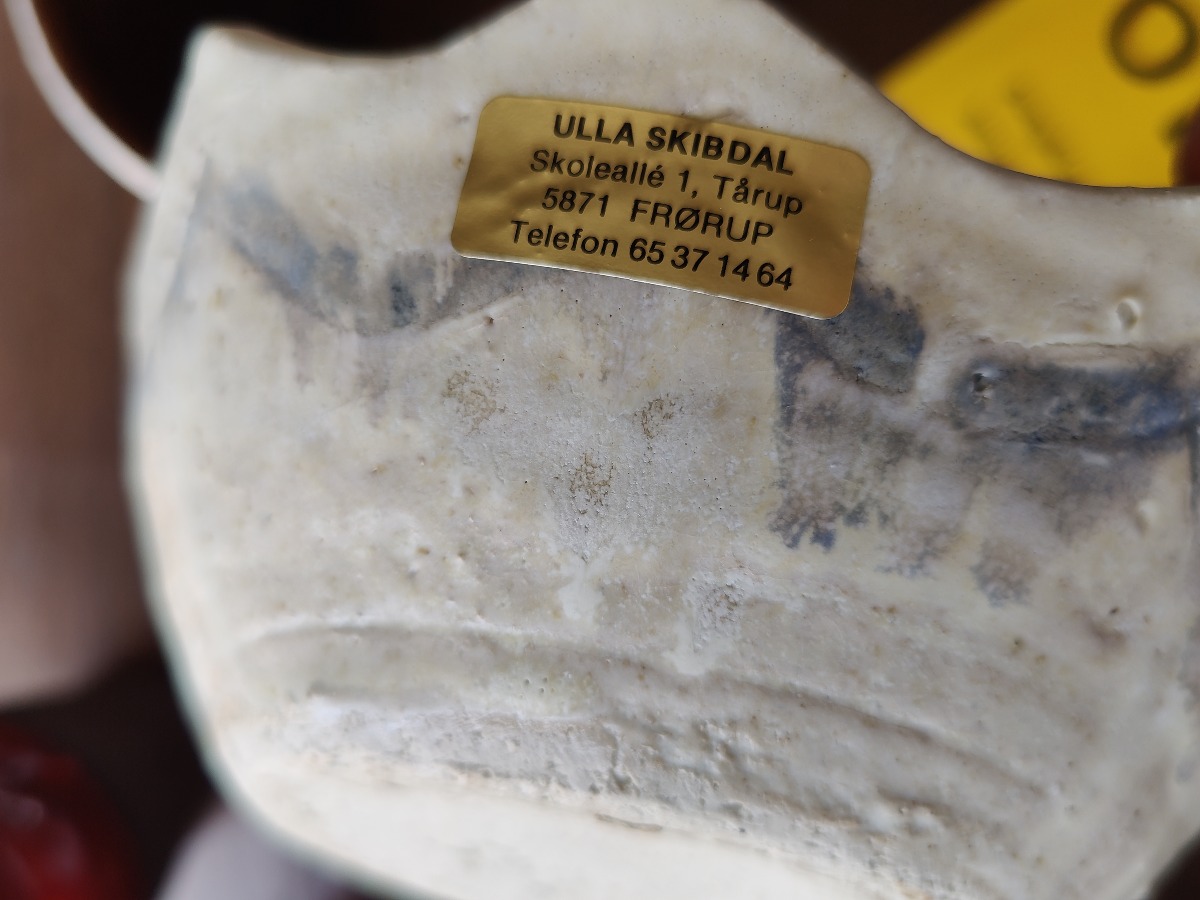 ULLA SKIBDAL
Skoleallé 1, Tårup
5871 FRØRUP
Telefon 65 37 14 64